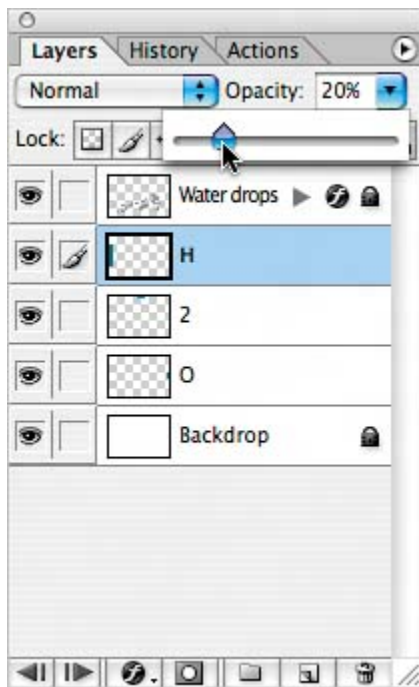 Layers History Actions
Normal Opacity: 20%
Lock:
Water drops
H
2
O
Backdrop